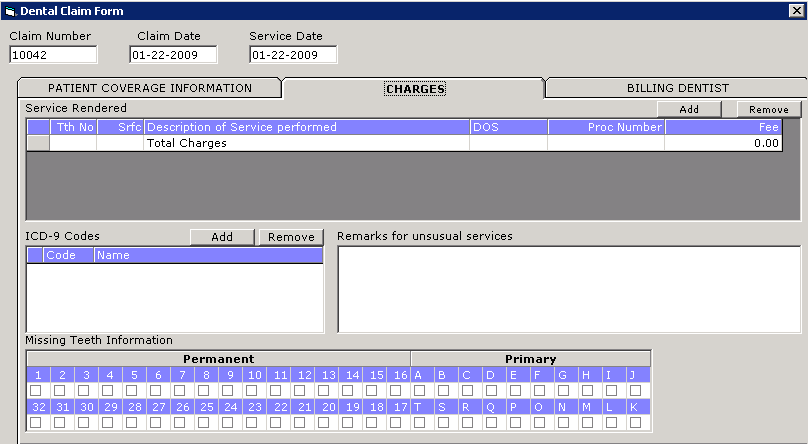 Dental Claim Form
Claim Number Claim Date Service Date
10042 01-22-2009 01-22-2009
PATIENT COVERAGE INFORMATION CHARGES BILLING DENTIST
Service Rendered Add Remove
Tth No Srfc Description of Service performed DOS Proc Number Fee
Total Charges 0.00
ICD-9 Codes Add Remove Remarks for unsusual services
Code Name
Missing Teeth Information
Permanent Primary
1 2 3 4 5 6 7 8 9 10 11 12 13 14 15 16 A B C D E F G H I J
32 31 30 29 28 27 26 25 24 23 22 21 20 19 18 17 T S R Q P O N M L K